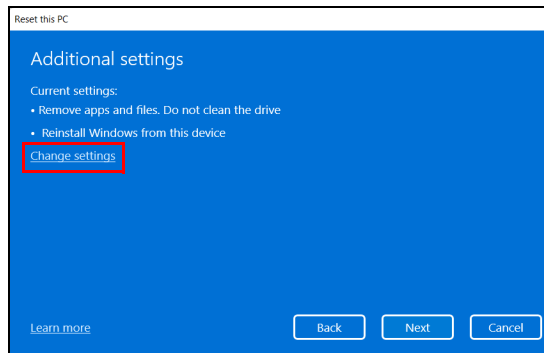 Reset this PC
Additional settings
Current settings:
• Remove apps and files. Do not clean the drive
• Reinstall Windows from this device
Change settings
Learn more
Back
Next
Cancel